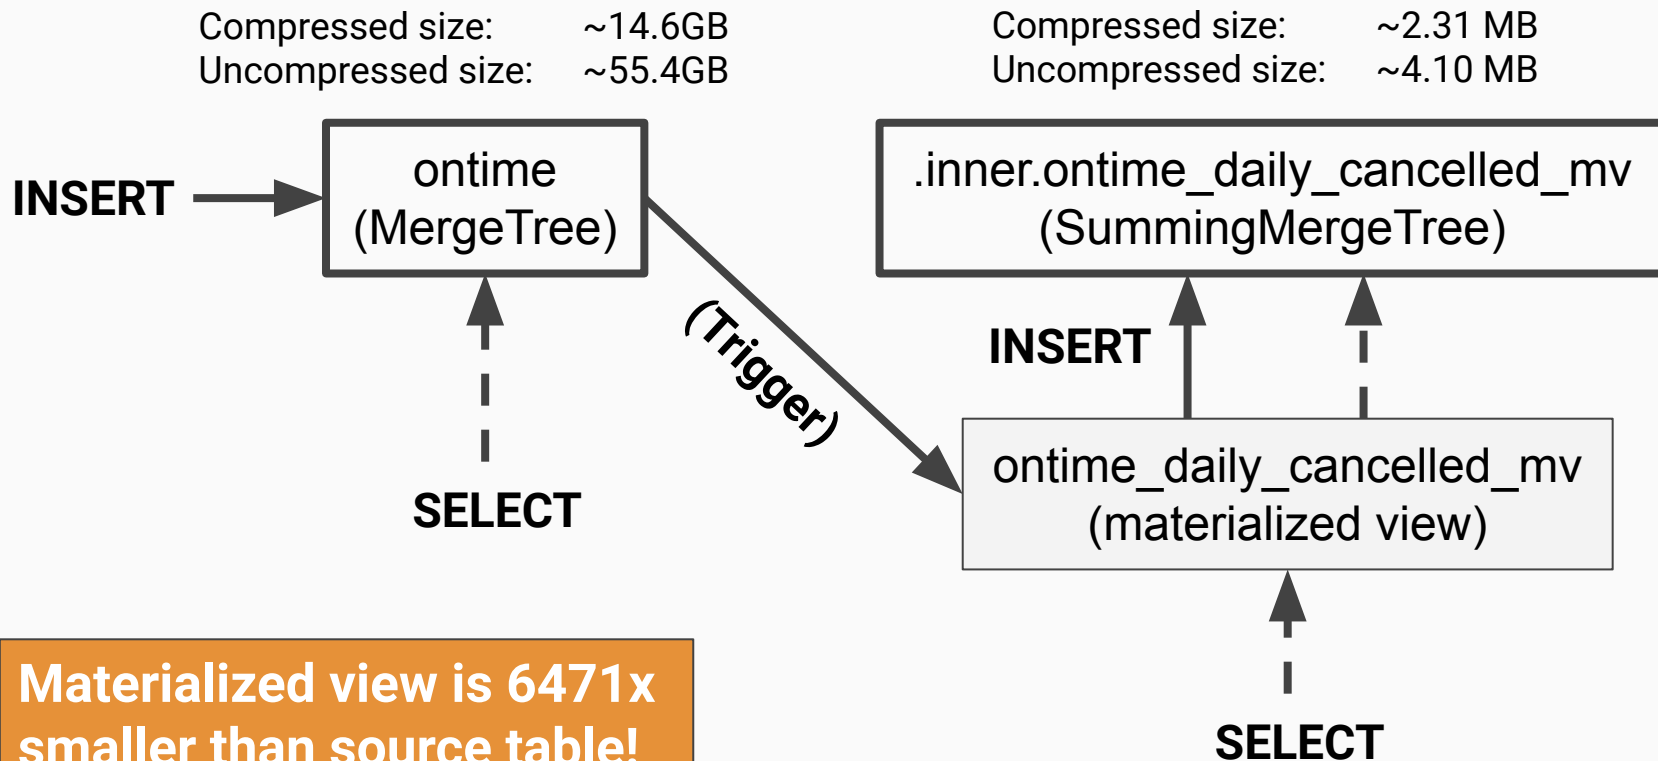 Compressed size: ~14.6GB
Uncompressed size: ~55.4GB
Compressed size: ~2.31 MB
Uncompressed size: ~4.10 MB
INSERT
ontime
(MergeTree)
.inner.ontime_daily_cancelled_mv
(SummingMergeTree)
(Trigger)
INSERT
SELECT
ontime_daily_cancelled_mv
(materialized view)
Materialized view is 6471x
smaller than source table!
SELECT